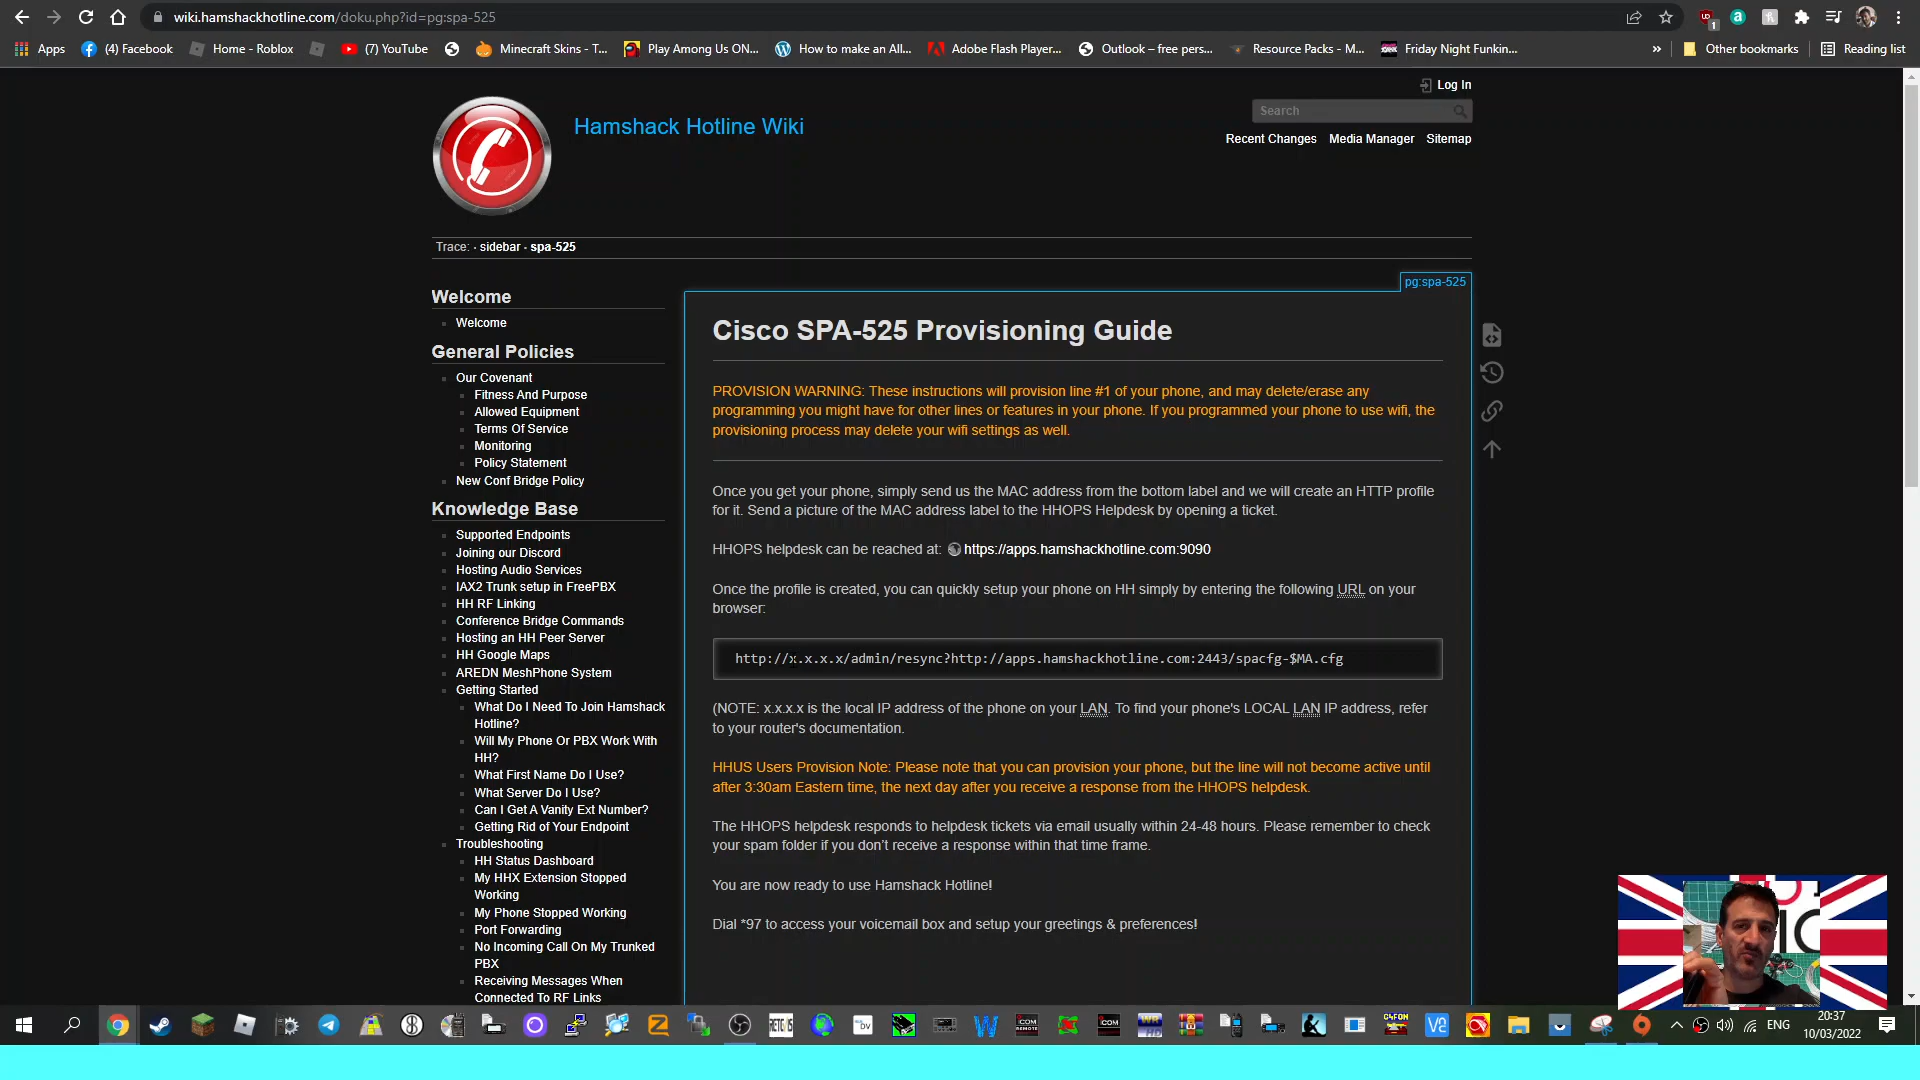 wiki.hamshackhotline.com/doku.php?id=pg:spa-525
Apps
(4) Facebook
Home - Roblox
(7) YouTube
Minecraft Skins - T...
Play Among Us ON...
How to make an All...
Adobe Flash Player...
Outlook – free pers...
Resource Packs - M...
Friday Night Funkin...
»
Other bookmarks
Reading list
Log In
Hamshack Hotline Wiki
Search
Recent Changes
Media Manager
Sitemap
Trace: · sidebar · spa-525
pg:spa-525
Welcome
Welcome
General Policies
Our Covenant
Fitness And Purpose
Allowed Equipment
Terms Of Service
Monitoring
Policy Statement
New Conf Bridge Policy
Knowledge Base
Supported Endpoints
Joining our Discord
Hosting Audio Services
IAX2 Trunk setup in FreePBX
HH RF Linking
Conference Bridge Commands
Hosting an HH Peer Server
HH Google Maps
AREDN MeshPhone System
Getting Started
What Do I Need To Join Hamshack
Hotline?
Will My Phone Or PBX Work With
HH?
What First Name Do I Use?
What Server Do I Use?
Can I Get A Vanity Ext Number?
Getting Rid of Your Endpoint
Troubleshooting
HH Status Dashboard
My HHX Extension Stopped
Working
My Phone Stopped Working
Port Forwarding
No Incoming Call On My Trunked
PBX
Receiving Messages When
Connected To RF Links
Cisco SPA-525 Provisioning Guide
PROVISION WARNING: These instructions will provision line #1 of your phone, and may delete/erase any
programming you might have for other lines or features in your phone. If you programmed your phone to use wifi, the
provisioning process may delete your wifi settings as well.
Once you get your phone, simply send us the MAC address from the bottom label and we will create an HTTP profile
for it. Send a picture of the MAC address label to the HHOPS Helpdesk by opening a ticket.
HHOPS helpdesk can be reached at: https://apps.hamshackhotline.com:9090
Once the profile is created, you can quickly setup your phone on HH simply by entering the following URL on your
browser:
http://x.x.x.x/admin/resync?http://apps.hamshackhotline.com:2443/spacfg-$MA.cfg
(NOTE: x.x.x.x is the local IP address of the phone on your LAN. To find your phone's LOCAL LAN IP address, refer
to your router's documentation.
HHUS Users Provision Note: Please note that you can provision your phone, but the line will not become active until
after 3:30am Eastern time, the next day after you receive a response from the HHOPS helpdesk.
The HHOPS helpdesk responds to helpdesk tickets via email usually within 24-48 hours. Please remember to check
your spam folder if you don't receive a response within that time frame.
You are now ready to use Hamshack Hotline!
Dial *97 to access your voicemail box and setup your greetings & preferences!
ENG
20:37
10/03/2022